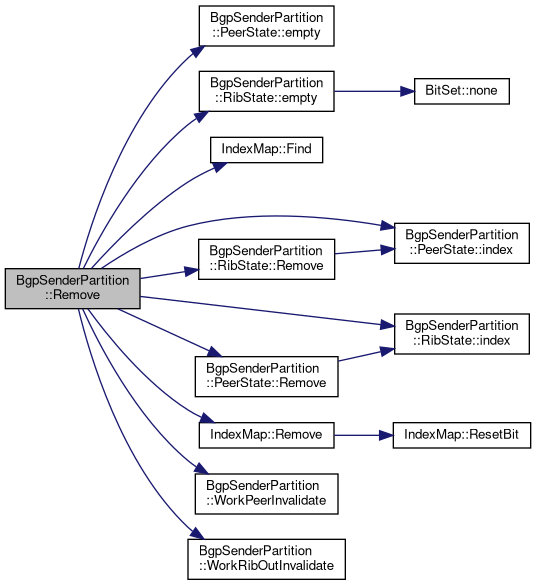 BgpSenderPartition
::PeerState::empty
BgpSenderPartition
::RibState::empty
BitSet::none
IndexMap::Find
BgpSenderPartition
::PeerState::index
BgpSenderPartition
::RibState::Remove
BgpSenderPartition
::Remove
BgpSenderPartition
::RibState::index
BgpSenderPartition
::PeerState::Remove
IndexMap::Remove
IndexMap::ResetBit
BgpSenderPartition
::WorkPeerInvalidate
BgpSenderPartition
::WorkRibOutInvalidate